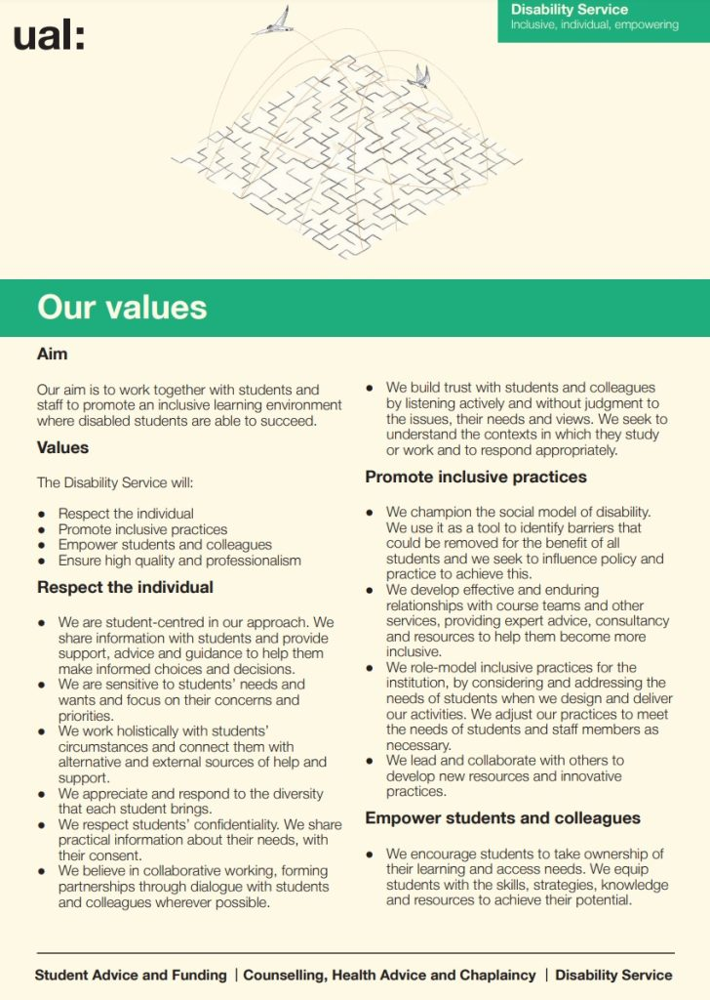 ual:
Disability Service
Inclusive, individual, empowering
Our values
Aim
Our aim is to work together with students and
staff to promote an inclusive learning environment
where disabled students are able to succeed.
Values
The Disability Service will:
● Respect the individual
● Promote inclusive practices
● Empower students and colleagues
● Ensure high quality and professionalism
Respect the individual
● We are student-centred in our approach. We
share information with students and provide
support, advice and guidance to help them
make informed choices and decisions.
● We are sensitive to students’ needs and
wants and focus on their concerns and
priorities.
● We work holistically with students’
circumstances and connect them with
alternative and external sources of help and
support.
● We appreciate and respond to the diversity
that each student brings.
● We respect students’ confidentiality. We share
practical information about their needs, with
their consent.
● We believe in collaborative working, forming
partnerships through dialogue with students
and colleagues wherever possible.
● We build trust with students and colleagues
by listening actively and without judgment to
the issues, their needs and views. We seek to
understand the contexts in which they study
or work and to respond appropriately.
Promote inclusive practices
● We champion the social model of disability.
We use it as a tool to identify barriers that
could be removed for the benefit of all
students and we seek to influence policy and
practice to achieve this.
● We develop effective and enduring
relationships with course teams and other
services, providing expert advice, consultancy
and resources to help them become more
inclusive.
● We role-model inclusive practices for the
institution, by considering and addressing the
needs of students when we design and deliver
our activities. We adjust our practices to meet
the needs of students and staff members as
necessary.
● We lead and collaborate with others to
develop new resources and innovative
practices.
Empower students and colleagues
● We encourage students to take ownership of
their learning and access needs. We equip
students with the skills, strategies, knowledge
and resources to achieve their potential.
Student Advice and Funding | Counselling, Health Advice and Chaplaincy | Disability Service